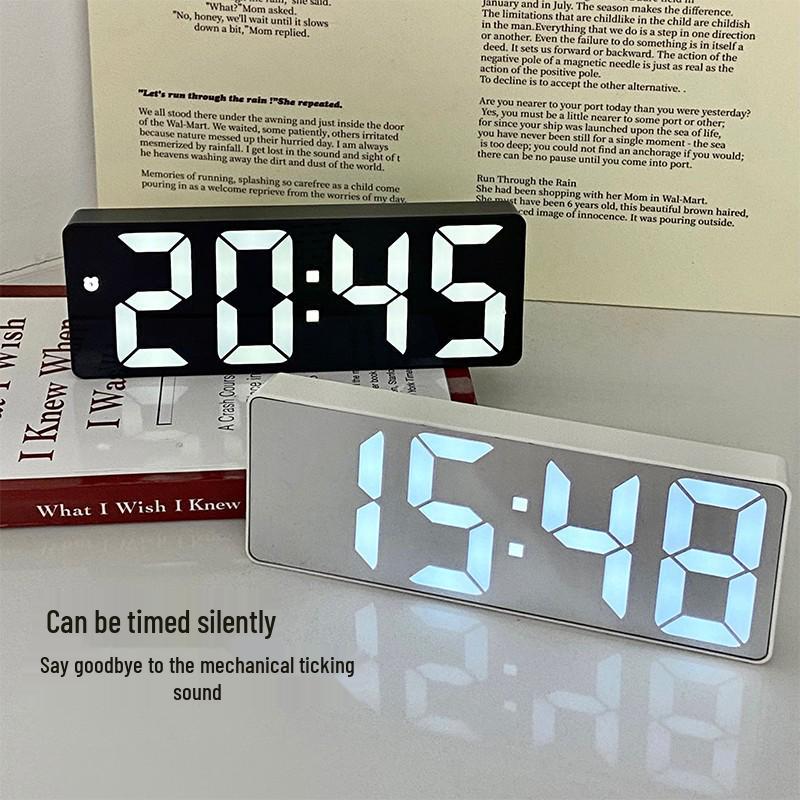 "What?" Mom asked.
"No, honey, we'll wait until it slows
down a bit," Mom replied.
"Let's run through the rain !"She repeated.
We all stood there under the awning and just inside the door
of the Wal-Mart. We waited, some patiently, others irritated
because nature messed up their hurried day. I am always
mesmerized by rainfall. I get lost in the sound and sight of t
he heavens washing away the dirt and dust of the world.
Memories of running, splashing so carefree as a child come
pouring in as a welcome reprieve from the worries of my day.
January and in July. The season makes the difference.
The limitations that are childlike in the child are childish
in the man.Everything that we do is a step in one direction
or another. Even the failure to do something is in itself a
deed. It sets us forward or backward. The action of the
negative pole of a magnetic needle is just as real as the
action of the positive pole.
To decline is to accept the other alternative. .
Are you nearer to your port today than you were yesterday?
Yes, you must be a little nearer to some port or other;
for since your ship was launched upon the sea of life,
you have never been still for a single moment - the sea
is too deep; you could not find an anchorage if you would;
there can be no pause until you come into port.
Run Through the Rain
She had been shopping with her Mom in Wal-Mart.
She must have been 6 years old, this beautiful brown haired,
ced image of innocence. It was pouring outside.
20:45
I Wish
I Knew When
I Wa
A Crash Cours
ce in
What I Wish I Knew
15:48
Can be timed silently
Say goodbye to the mechanical ticking
sound